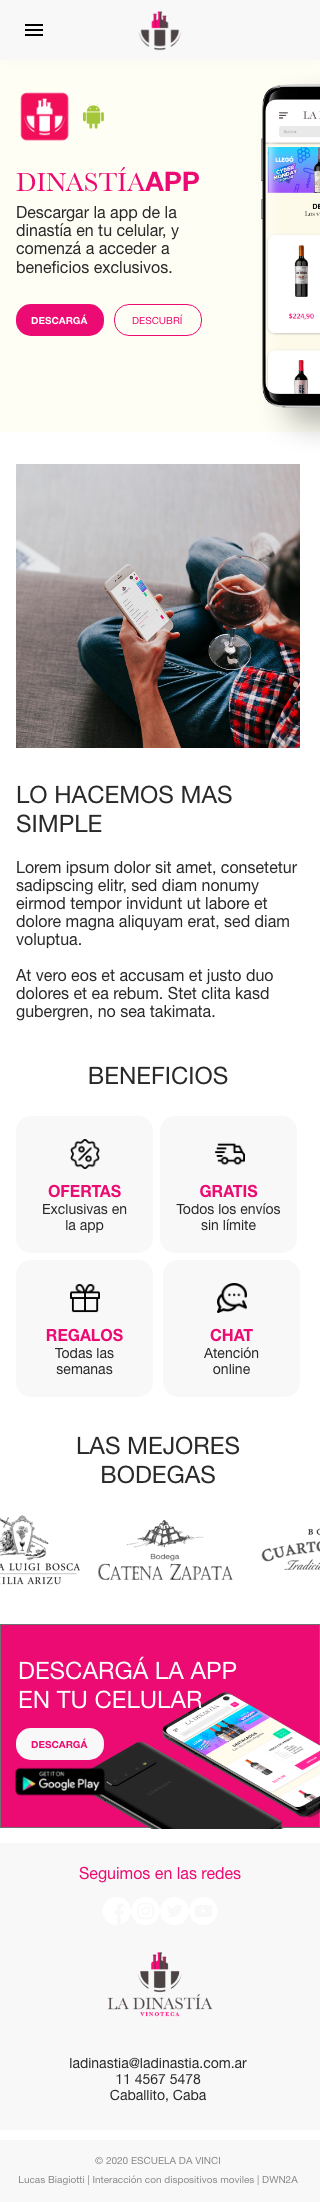 LA
Buscar
LLEGÓ
CYBER
MONDAY
DINASTÍAAPP
Descargar la app de la
dinastía en tu celular, y
comenzá a acceder a
beneficios exclusivos.
$224,90
DESCARGÁ
DESCUBRÍ
LO HACEMOS MAS
SIMPLE
Lorem ipsum dolor sit amet, consetetur
sadipscing elitr, sed diam nonumy
eirmod tempor invidunt ut labore et
dolore magna aliquyam erat, sed diam
voluptua.
At vero eos et accusam et justo duo
dolores et ea rebum. Stet clita kasd
gubergren, no sea takimata.
BENEFICIOS
OFERTAS
Exclusivas en
la app
GRATIS
Todos los envíos
sin límite
REGALOS
Todas las
semanas
CHAT
Atención
online
LAS MEJORES
BODEGAS
A LUIGI BOSCA
ILIA ARIZU
Bodega
CATENA ZAPATA
BO
CUARTO
Tradici
DESCARGÁ LA APP
EN TU CELULAR
DESCARGÁ
GET IT ON
Google Play
LA DINASTÍA
DESTACADOS
Seguimos en las redes
LA DINASTÍA
VINOTECA
ladinastia@ladinastia.com.ar
11 4567 5478
Caballito, Caba
© 2020 ESCUELA DA VINCI
Lucas Biagiotti | Interacción con dispositivos moviles | DWN2A